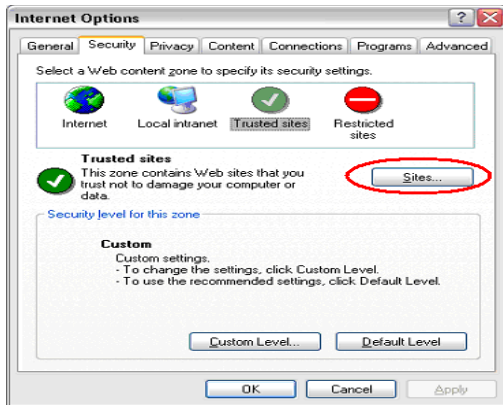 Internet Options
General Security Privacy Content Connections Programs Advanced
Select a Web content zone to specify its security settings.
Internet Local intranet Trusted sites Restricted sites
Trusted sites
This zone contains Web sites that you
trust not to damage your computer or
data.
Sites...
Security level for this zone
Custom
Custom settings.
- To change the settings, click Custom Level.
- To use the recommended settings, click Default Level.
Custom Level... Default Level
OK Cancel Apply